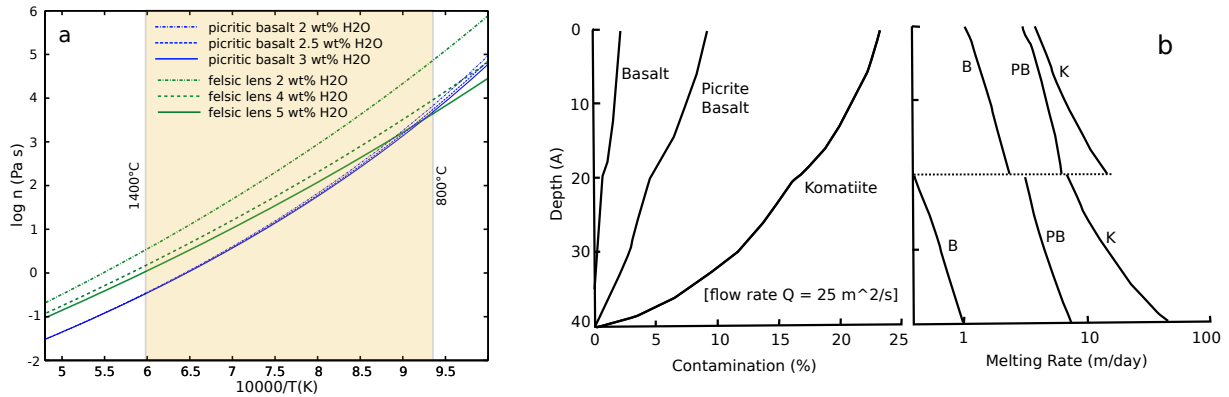 a
picritic basalt 2 wt% H2O
picritic basalt 2.5 wt% H2O
picritic basalt 3 wt% H2O
felsic lens 2 wt% H2O
felsic lens 4 wt% H2O
felsic lens 5 wt% H2O
1400°C
800°C
log n (Pa s)
6
5
4
3
2
1
0
-1
-2
5
5.5
6
6.5
7
7.5
8
8.5
9
9.5
10000/T(K)
b
Basalt
Picrite
Basalt
Komatiite
[flow rate Q = 25 m^2/s]
Depth (A)
0
10
20
30
40
0
5
10
15
20
25
Contamination (%)
B
PB
K
B
PB
K
1
10
100
Melting Rate (m/day)